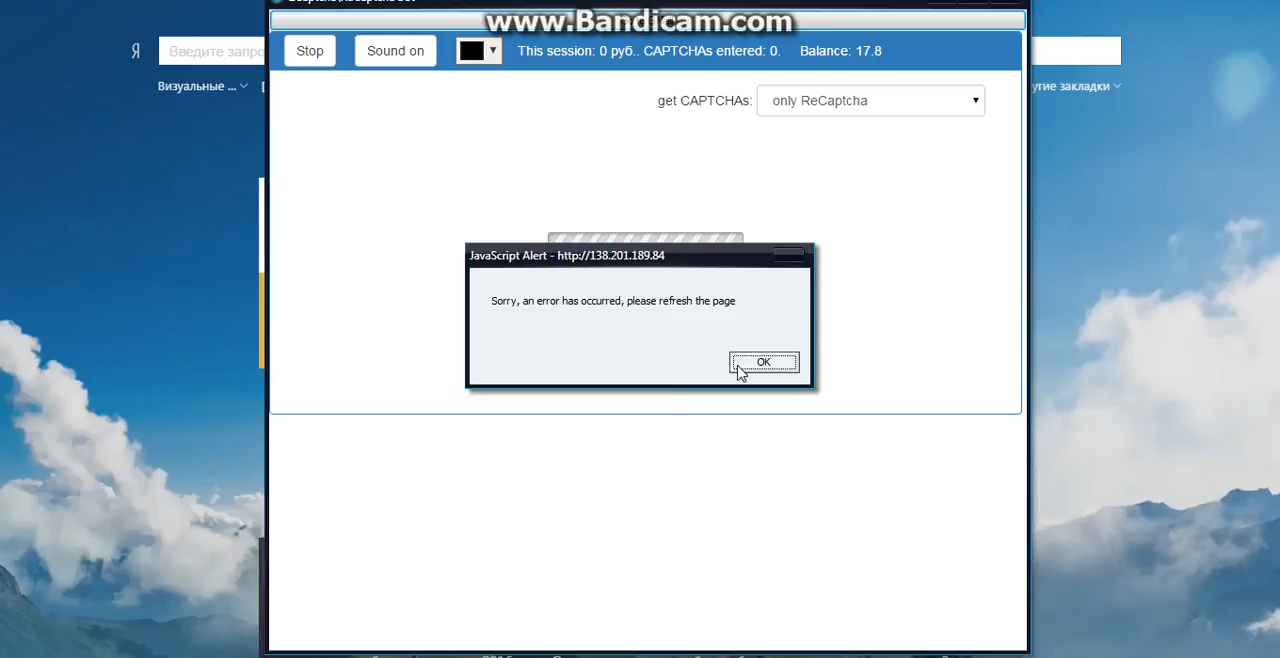 www.Bandicam.com
Я
Введите запро
Визуальные ...
Stop
Sound on
This session: 0 руб.. CAPTCHAs entered: 0.
Balance: 17.8
угие закладки
get CAPTCHAs:
only ReCaptcha
JavaScript Alert - http://138.201.189.84
Sorry, an error has occurred, please refresh the page
OK